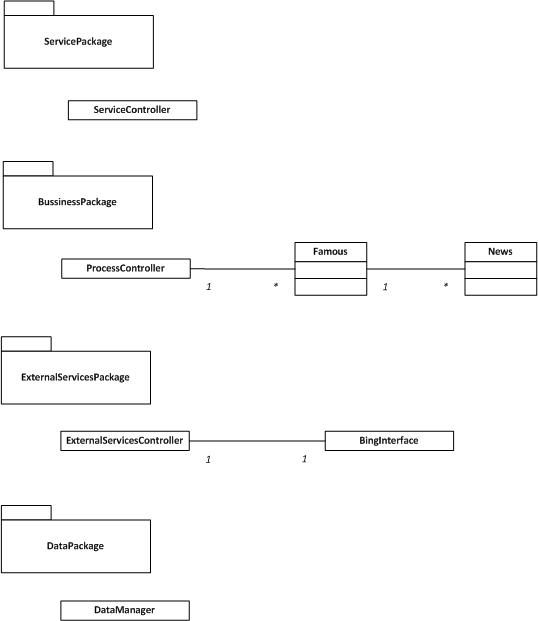 ServicePackage
ServiceController
BussinessPackage
ProcessController
Famous
News
1
*
1
*
ExternalServicesPackage
ExternalServicesController
BingInterface
1
1
DataPackage
DataManager